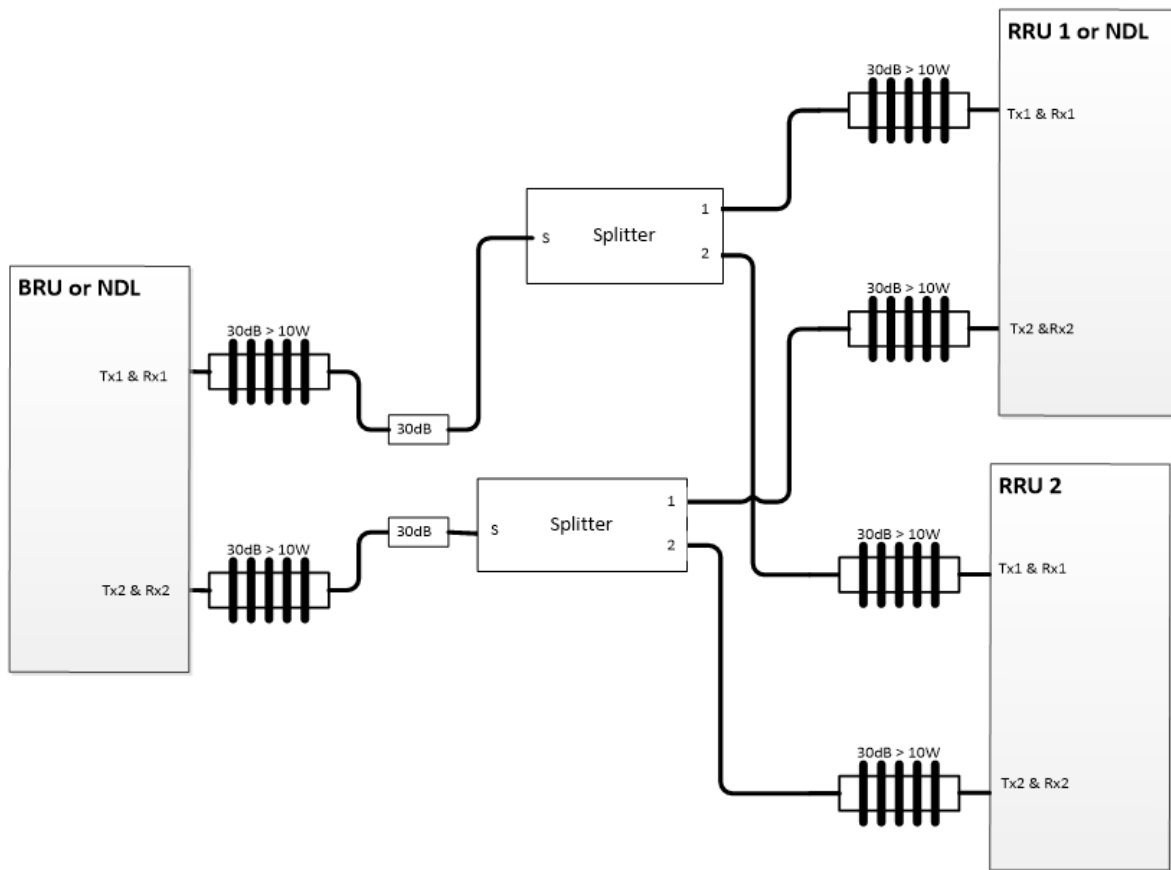 RRU 1 or NDL
30dB > 10W
Tx1 & Rx1
Splitter
1
S
2
BRU or NDL
30dB > 10W
Tx2 &Rx2
30dB > 10W
Tx1 & Rx1
30dB
RRU 2
Splitter
1
S
2
30dB
30dB > 10W
30dB > 10W
Tx1 & Rx1
Tx2 & Rx2
30dB > 10W
Tx2 & Rx2